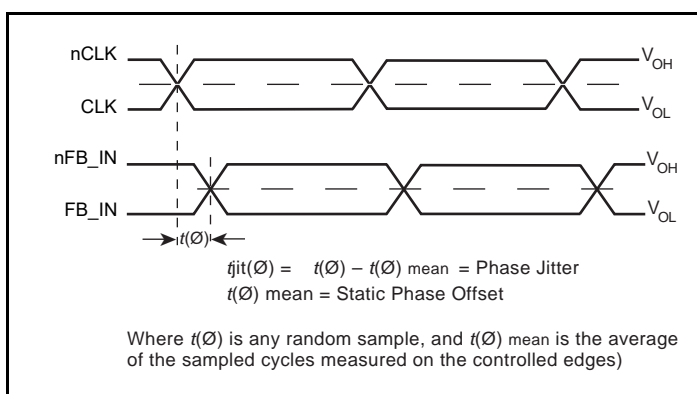 nCLK
V_OH
CLK
V_OL
nFB_IN
V_OH
FB_IN
V_OL
t(Ø)
tjit(Ø) = t(Ø) – t(Ø) mean = Phase Jitter
t(Ø) mean = Static Phase Offset
Where t(Ø) is any random sample, and t(Ø) mean is the average
of the sampled cycles measured on the controlled edges)